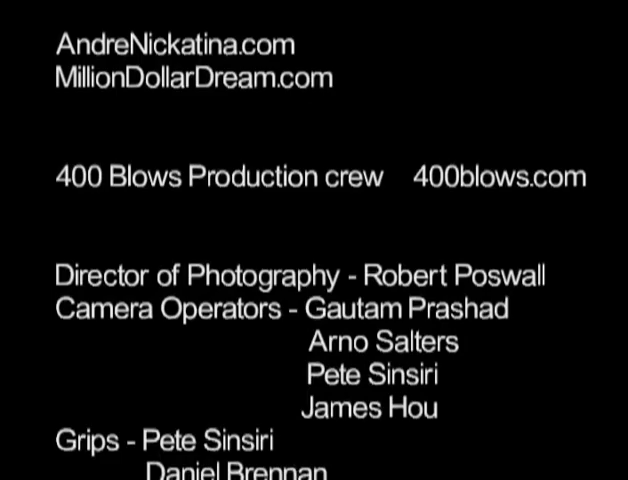 AndreNickatina.com
MillionDollarDream.com
400 Blows Production crew 400blows.com
Director of Photography - Robert Poswall
Camera Operators - Gautam Prashad
Arno Salters
Pete Sinsiri
James Hou
Grips - Pete Sinsiri
Daniel Brennan